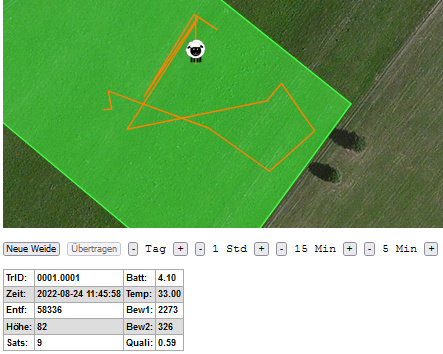 Neue Weide Übertragen - Tag + - 1 Std + - 15 Min + - 5 Min +
TrID: 0001.0001 Batt: 4.10
Zeit: 2022-08-24 11:45:58 Temp: 33.00
Entf: 58336 Bew1: 2273
Höhe: 82 Bew2: 326
Sats: 9 Quali: 0.59